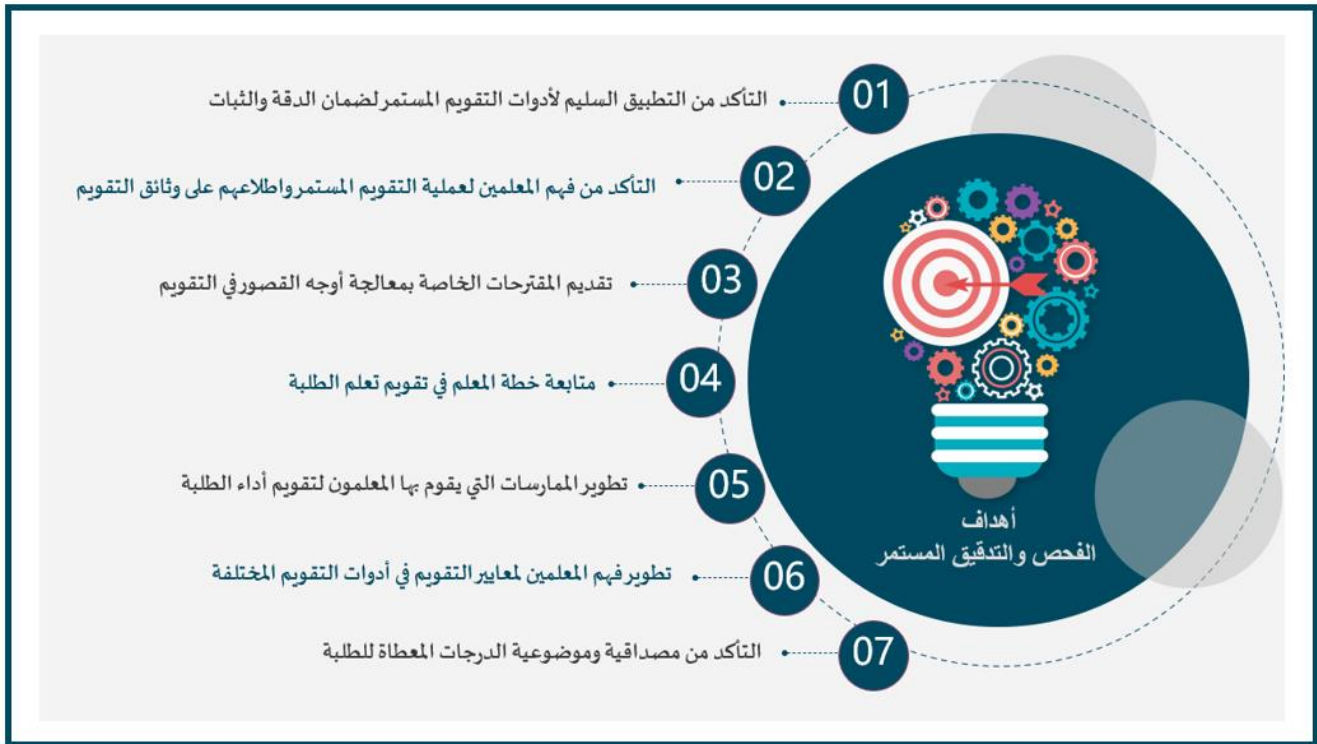 01
التأكد من التطبيق السليم لأدوات التقويم المستمر لضمان الدقة والثبات
02
التأكد من فهم المعلمين لعملية التقويم المستمر واطلاعهم على وثائق التقويم
03
تقديم المقترحات الخاصة بمعالجة أوجه القصور في التقويم
04
متابعة خطة المعلم في تقويم تعلم الطلبة
05
تطوير الممارسات التي يقوم بها المعلمون لتقويم أداء الطلبة
06
تطوير فهم المعلمين لمعايير التقويم في أدوات التقويم المختلفة
07
التأكد من مصداقية وموضوعية الدرجات المعطاة للطلبة
أهداف
الفحص والتدقيق المستمر